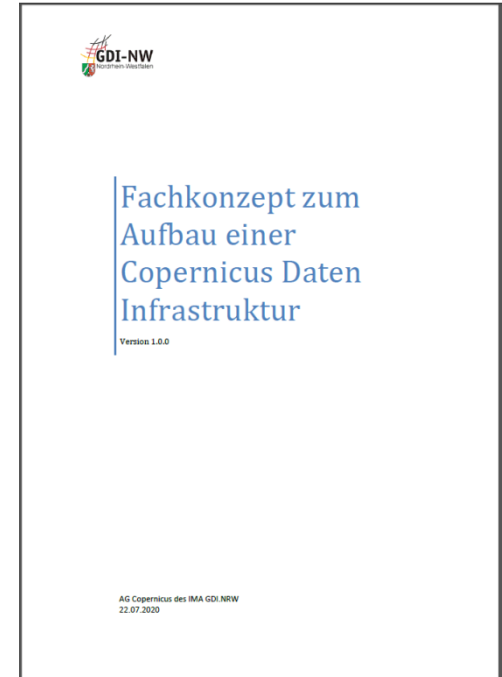 GDI-NW
Nordrhein-Westfalen
Fachkonzept zum
Aufbau einer
Copernicus Daten
Infrastruktur
Version 1.0.0
AG Copernicus des IMA GDI.NRW
22.07.2020